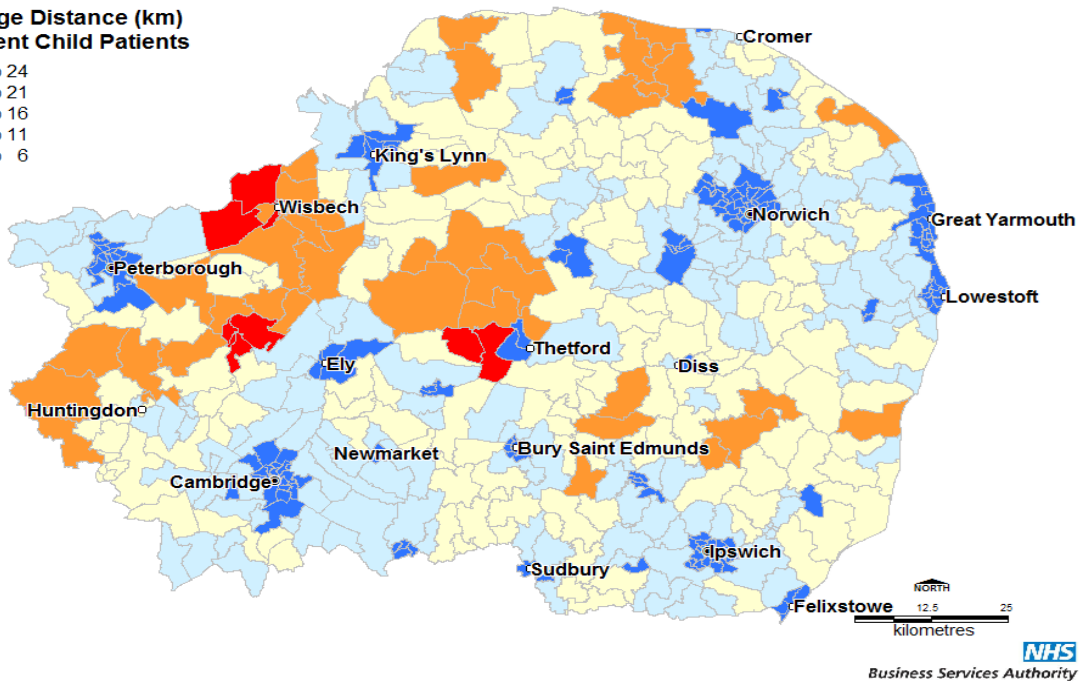 ge Distance (km)
ent Child Patients
24
21
16
11
6
Cromer
King's Lynn
Wisbech
Norwich
Great Yarmouth
Peterborough
Lowestoft
Thetford
Ely
Diss
Huntingdon
Newmarket
Bury Saint Edmunds
Cambridge
Ipswich
Sudbury
Felixstowe
NORTH
12.5 25
kilometres
NHS
Business Services Authority